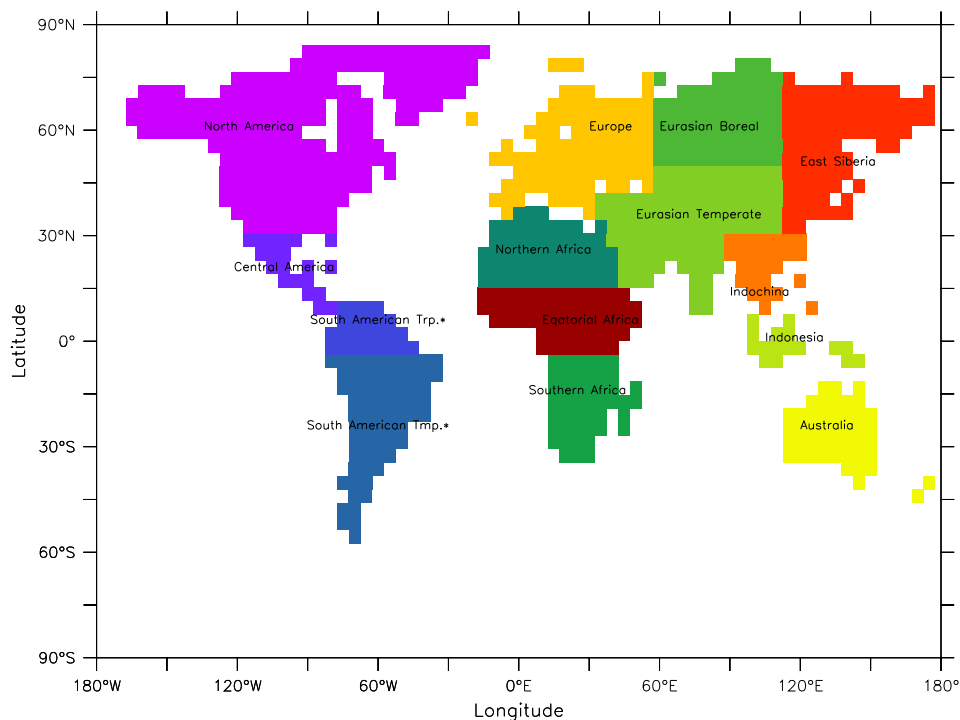 90°N
North America
Europe
Eurasian Boreal
60°N
East Siberia
Eurasian Temperate
30°N
Northern Africa
Central America
Indochina
South American Trp.*
Eqatorial Africa
Latitude
0°
Indonesia
Southern Africa
South American Tmp.*
Australia
30°S
60°S
90°S
180°W
120°W
60°W
0°E
60°E
120°E
180°
Longitude